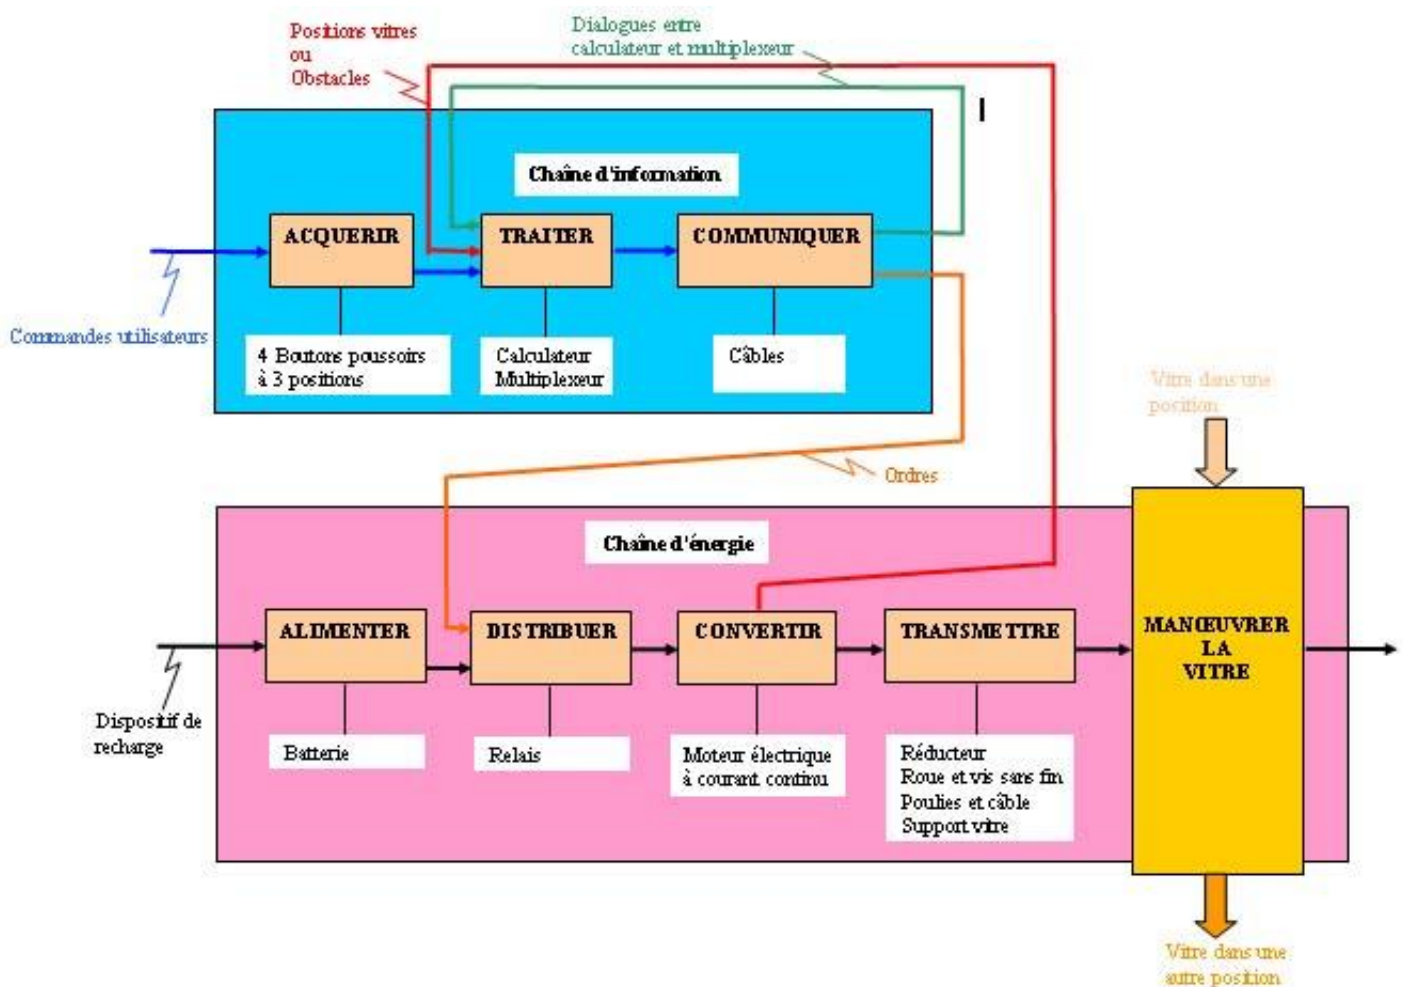 Positions vitres
ou
Obstacles
Dialogues entre
calculateur et multiplexeur
Chaîne d'information
ACQUERIR
TRAITER
COMMUNIQUER
Commandes utilisateurs
4 Boutons poussoirs
à 3 positions
Calculateur
Multiplexeur
Câbles
Vitre dans une
position
Ordres
Chaîne d'énergie
ALIMENTER
DISTRIBUER
CONVERTIR
TRANSMETTRE
MANŒUVRER
LA
VITRE
Dispositif de
recharge
Batterie
Relais
Moteur électrique
à courant continu
Réducteur
Roue et vis sans fin
Poulies et câble
Support vitre
Vitre dans une
autre position